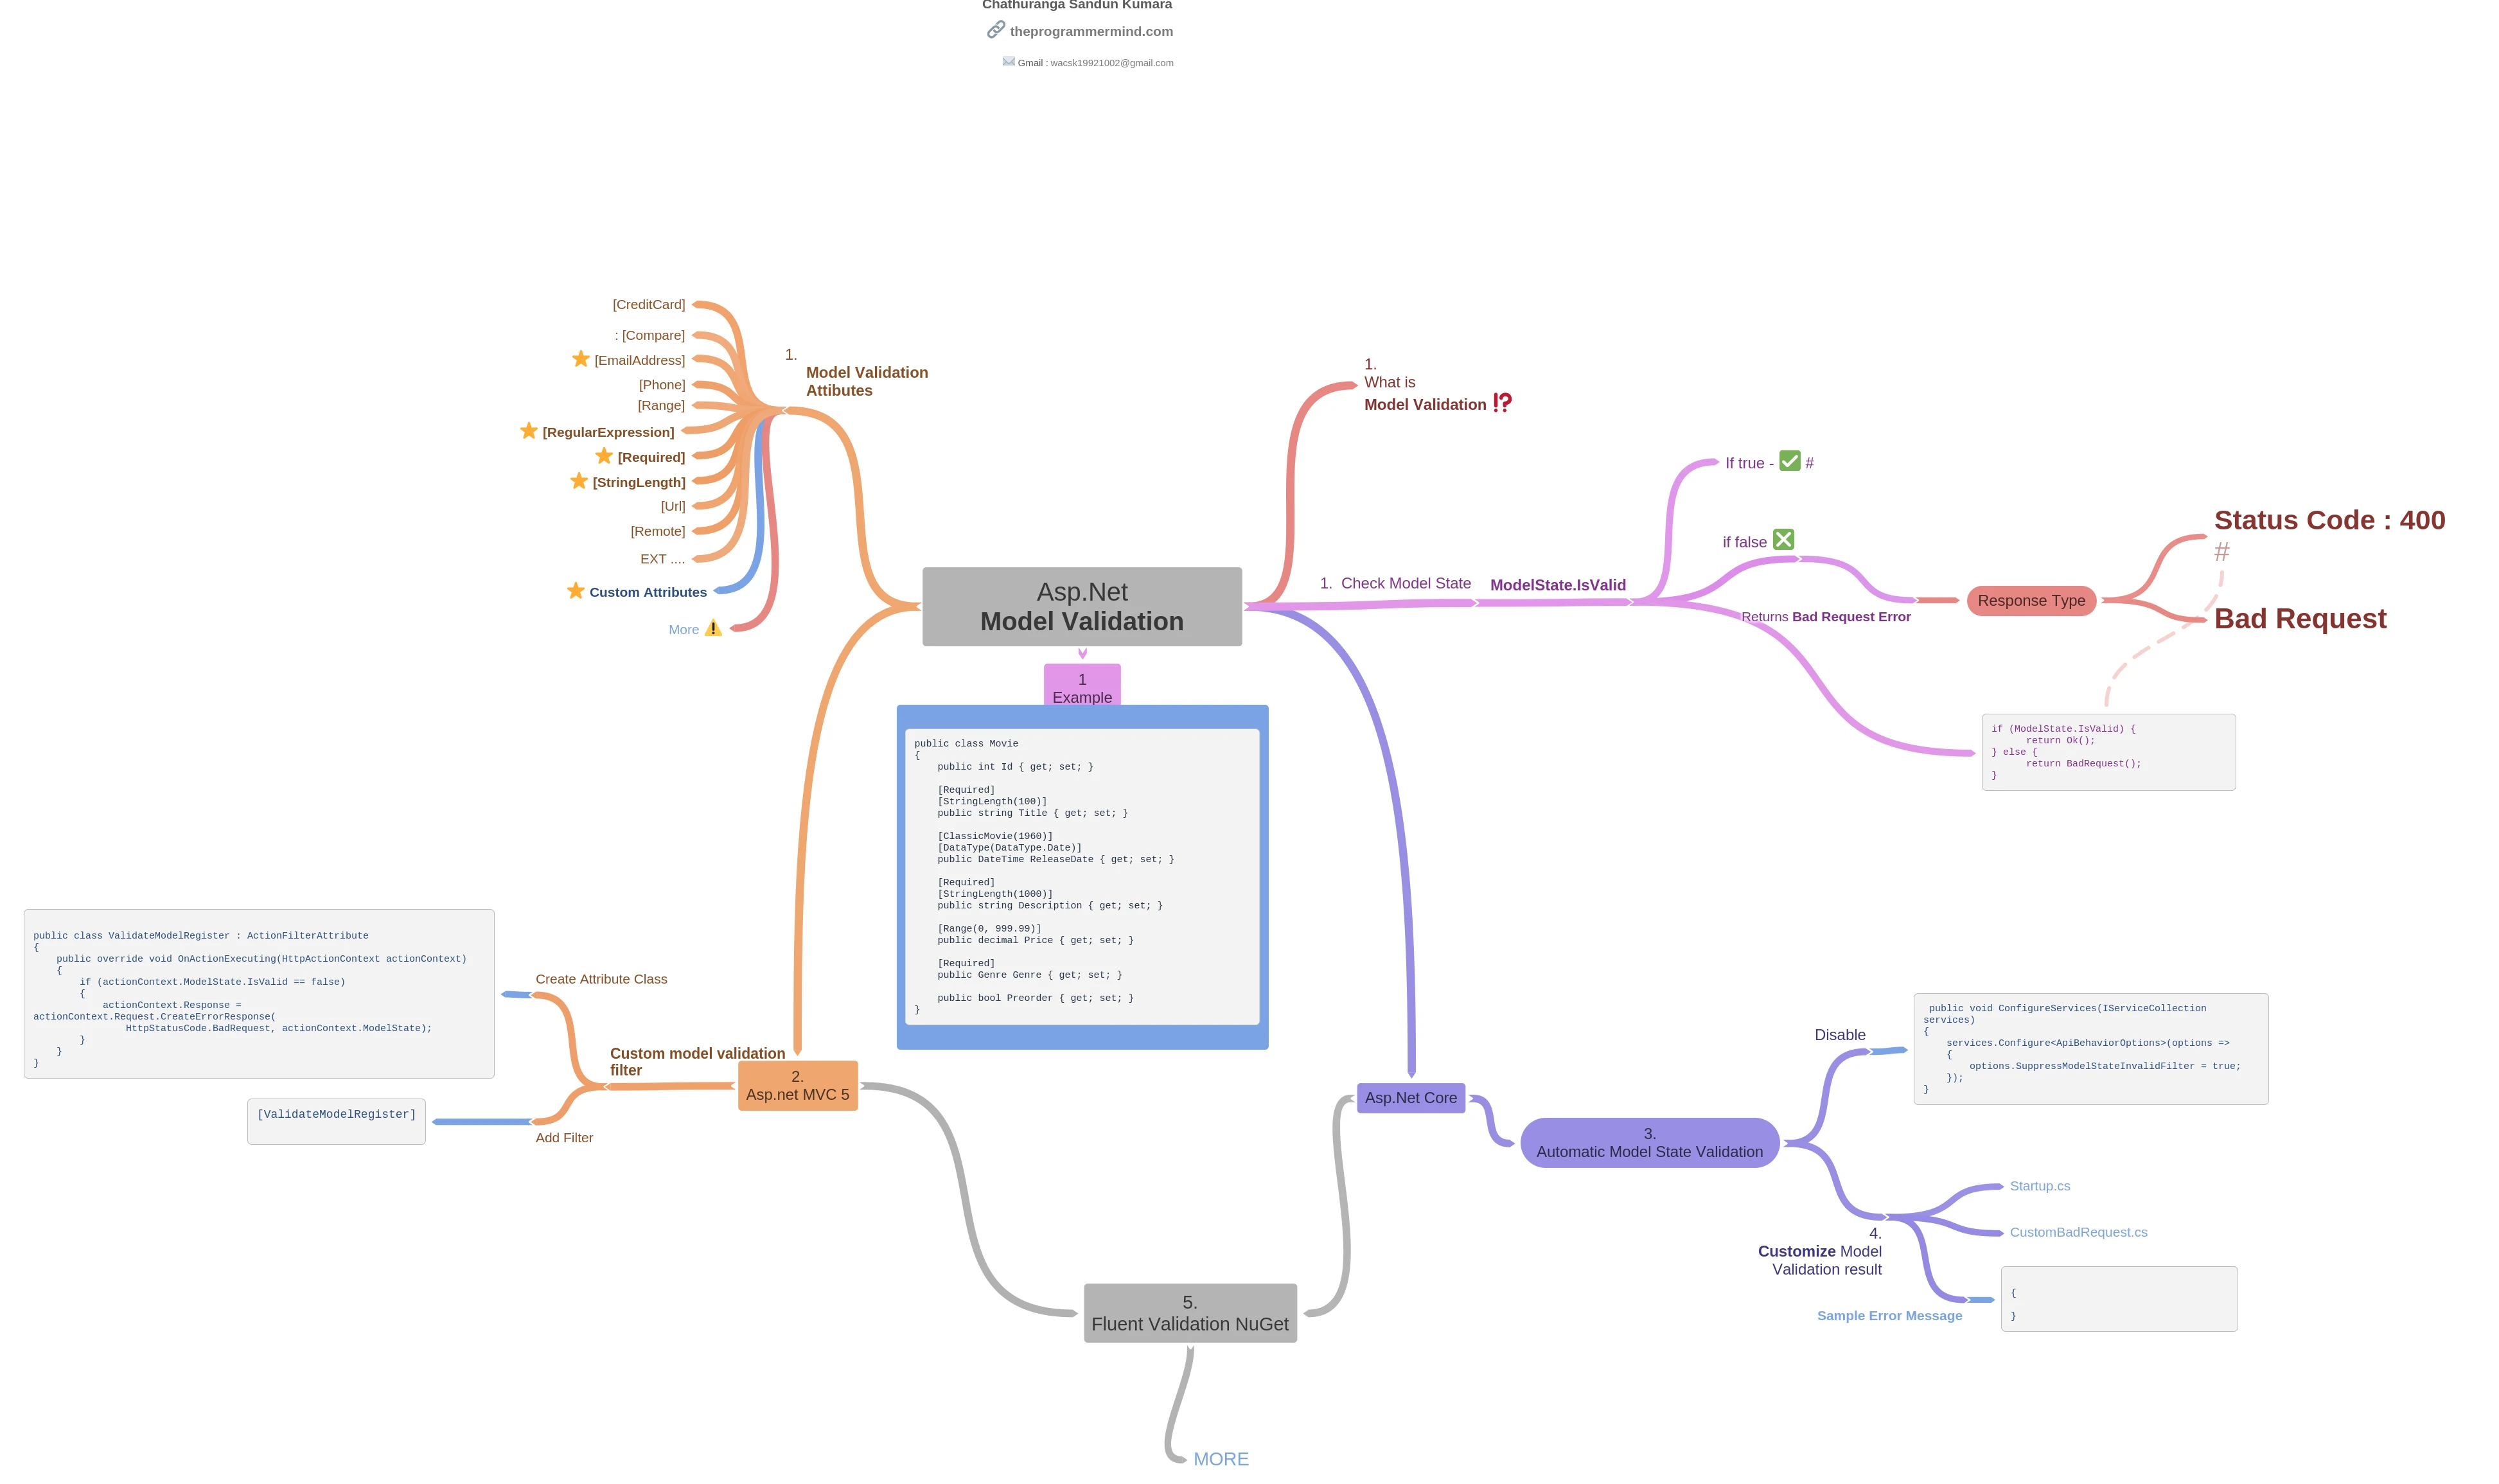 Chathuranga Sandun Kumara
theprogrammermind.com
Gmail : wacsk19921002@gmail.com
[CreditCard]
: [Compare]
[EmailAddress]
[Phone]
[Range]
[RegularExpression]
[Required]
[StringLength]
[Url]
[Remote]
EXT ....
Custom Attributes
More
1.
Model Validation
Attibutes
Asp.Net
Model Validation
1.
What is
Model Validation ⁉
1. Check Model State
ModelState.IsValid
If true - ✅ #
if false ❎
Returns Bad Request Error
Response Type
Status Code : 400
#
Bad Request
if (ModelState.IsValid) {
      return Ok();
} else {
      return BadRequest();
}
1
Example
public class Movie
{
    public int Id { get; set; }
    [Required]
    [StringLength(100)]
    public string Title { get; set; }
    [ClassicMovie(1960)]
    [DataType(DataType.Date)]
    public DateTime ReleaseDate { get; set; }
    [Required]
    [StringLength(1000)]
    public string Description { get; set; }
    [Range(0, 999.99)]
    public decimal Price { get; set; }
    [Required]
    public Genre Genre { get; set; }
    public bool Preorder { get; set; }
}
public class ValidateModelRegister : ActionFilterAttribute
{
    public override void OnActionExecuting(HttpActionContext actionContext)
    {
        if (actionContext.ModelState.IsValid == false)
        {
            actionContext.Response =
actionContext.Request.CreateErrorResponse(
                HttpStatusCode.BadRequest, actionContext.ModelState);
        }
    }
}
Create Attribute Class
Custom model validation
filter
[ValidateModelRegister]
Add Filter
2.
Asp.net MVC 5
Asp.Net Core
3.
Automatic Model State Validation
Disable
public void ConfigureServices(IServiceCollection
services)
{
    services.Configure<ApiBehaviorOptions>(options =>
    {
        options.SuppressModelStateInvalidFilter = true;
    });
}
4.
Customize Model
Validation result
Startup.cs
CustomBadRequest.cs
Sample Error Message
{
}
5.
Fluent Validation NuGet
MORE